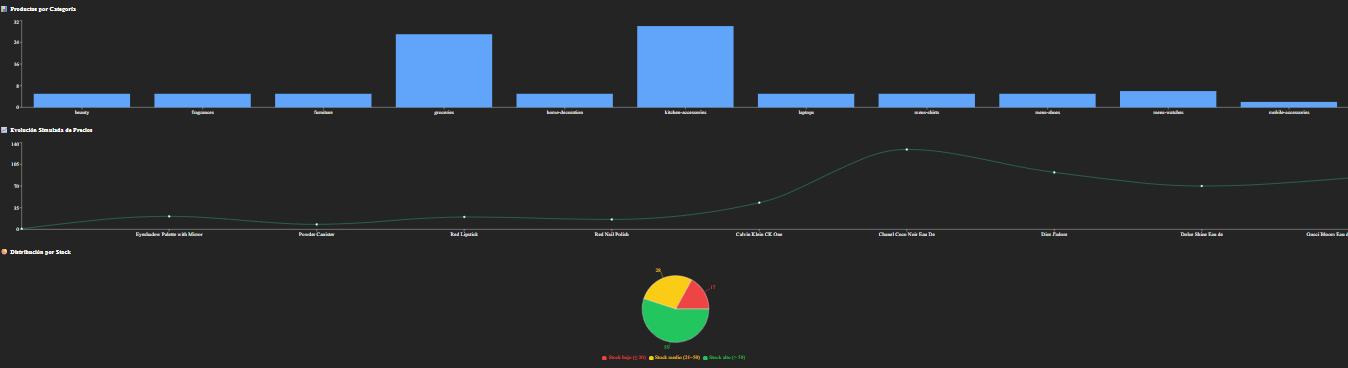 Productos por Categoría
32
24
16
8
0
beauty fragrances furniture groceries home-decoration kitchen-accessories laptops mens-shirts mens-shoes mens-watches mobile-accessories
Evolución Simulada de Precios
140
105
70
35
0
Eyeshadow Palette with Mirror Powder Canister Red Lipstick Red Nail Polish Calvin Klein CK One Chanel Coco Noir Eau De Dior J'adore Dolce Shine Eau de Gucci Bloom Eau d
Distribución por Stock
28
17
55
Stock bajo (≤ 20) Stock medio (21–50) Stock alto (> 50)